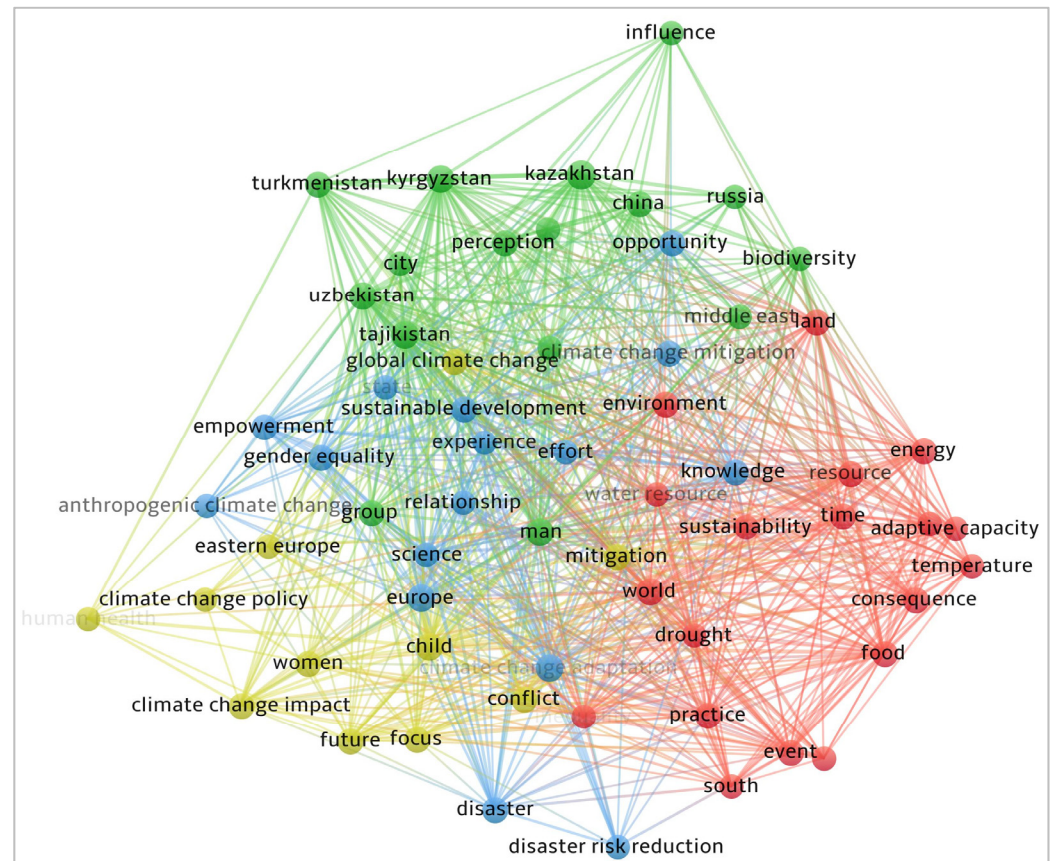 influence
turkmenistan
kyrgyzstan
kazakhstan
china
russia
perception
opportunity
city
biodiversity
uzbekistan
middle east
land
tajikistan
global climate change
climate change mitigation
state
sustainable development
environment
empowerment
experience
effort
energy
gender equality
knowledge
resource
anthropogenic climate change
group
relationship
water resource
time
adaptive capacity
man
sustainability
eastern europe
science
mitigation
temperature
climate change policy
europe
world
consequence
human health
child
drought
food
women
climate change adaptation
climate change impact
conflict
practice
future
focus
event
south
disaster
disaster risk reduction